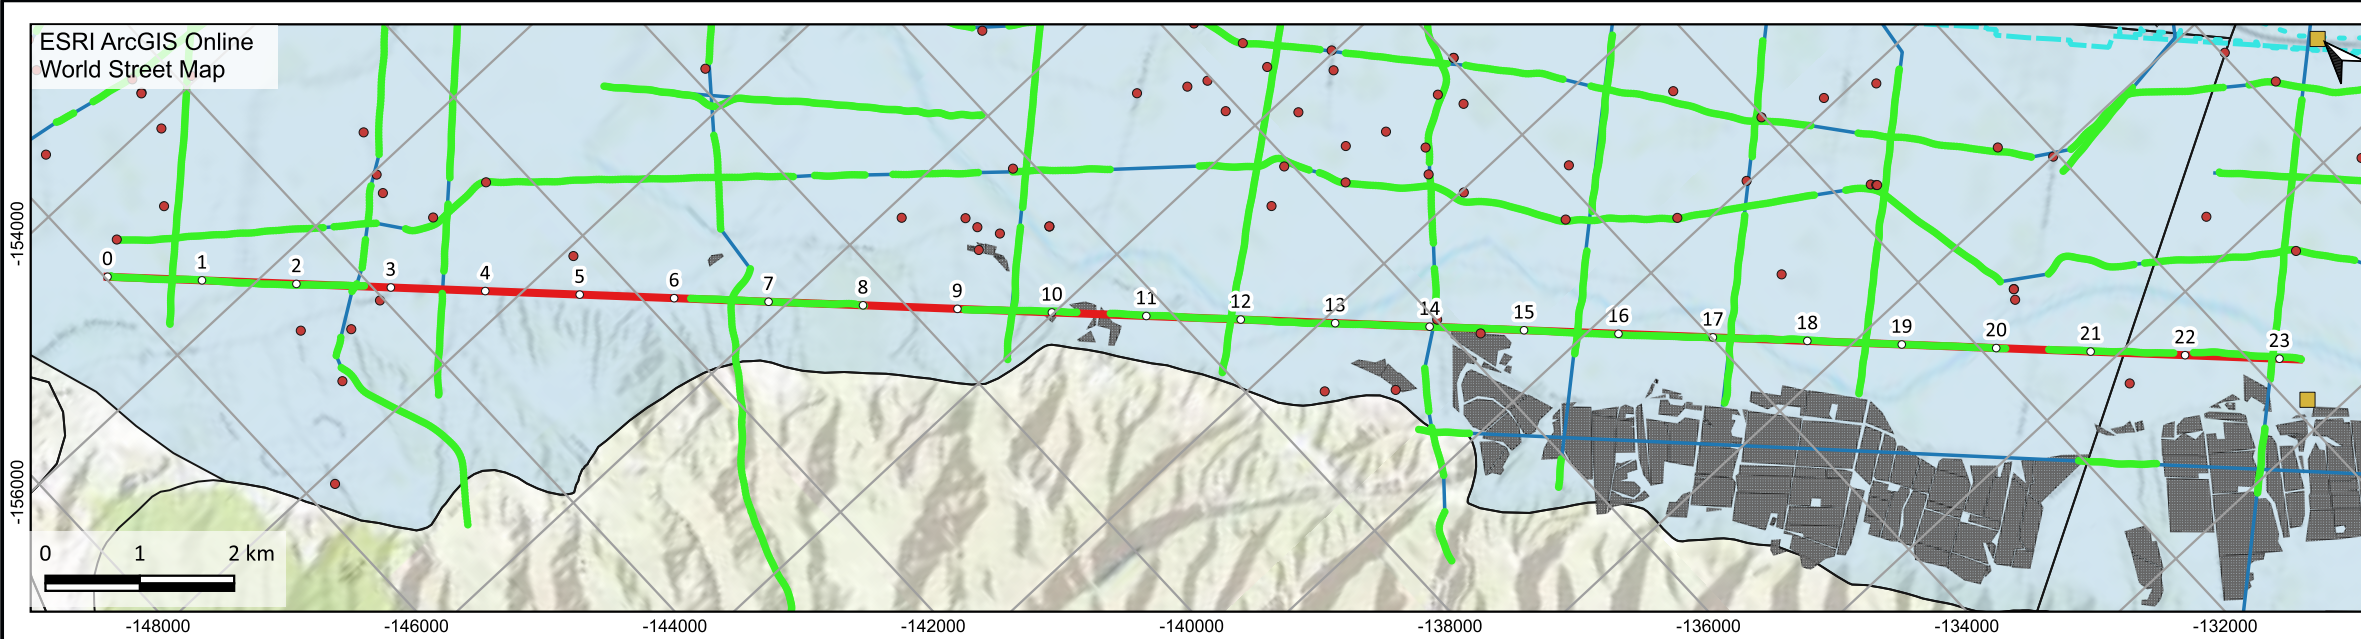 ESRI ArcGIS Online
World Street Map
-154000
-156000
0 1 2 3 4 5 6 7 8 9 10 11 12 13 14 15 16 17 18 19 20 21 22 23
0 1 2 km
-148000 -146000 -144000 -142000 -140000 -138000 -136000 -134000 -132000